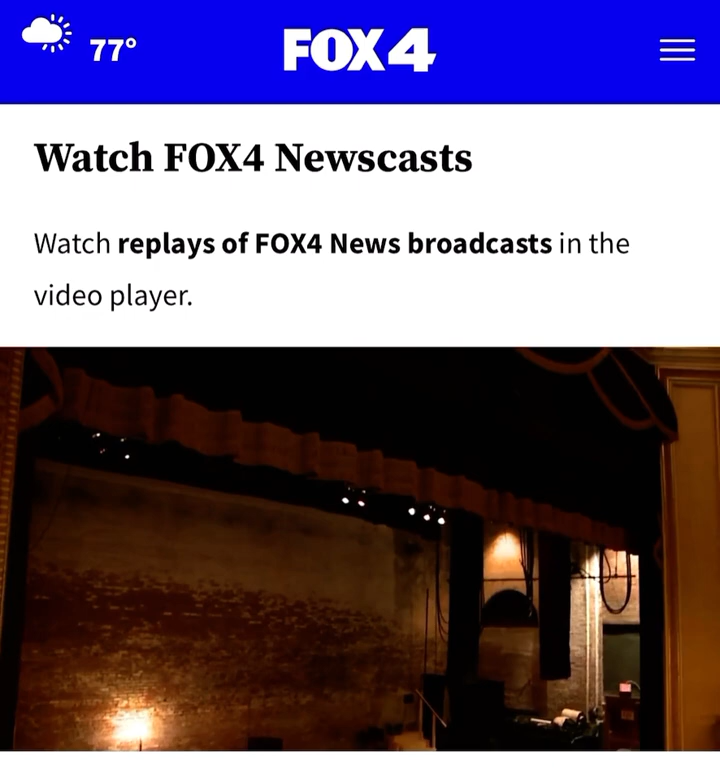 77°
FOX4
Watch FOX4 Newscasts
Watch replays of FOX4 News broadcasts in the
video player.